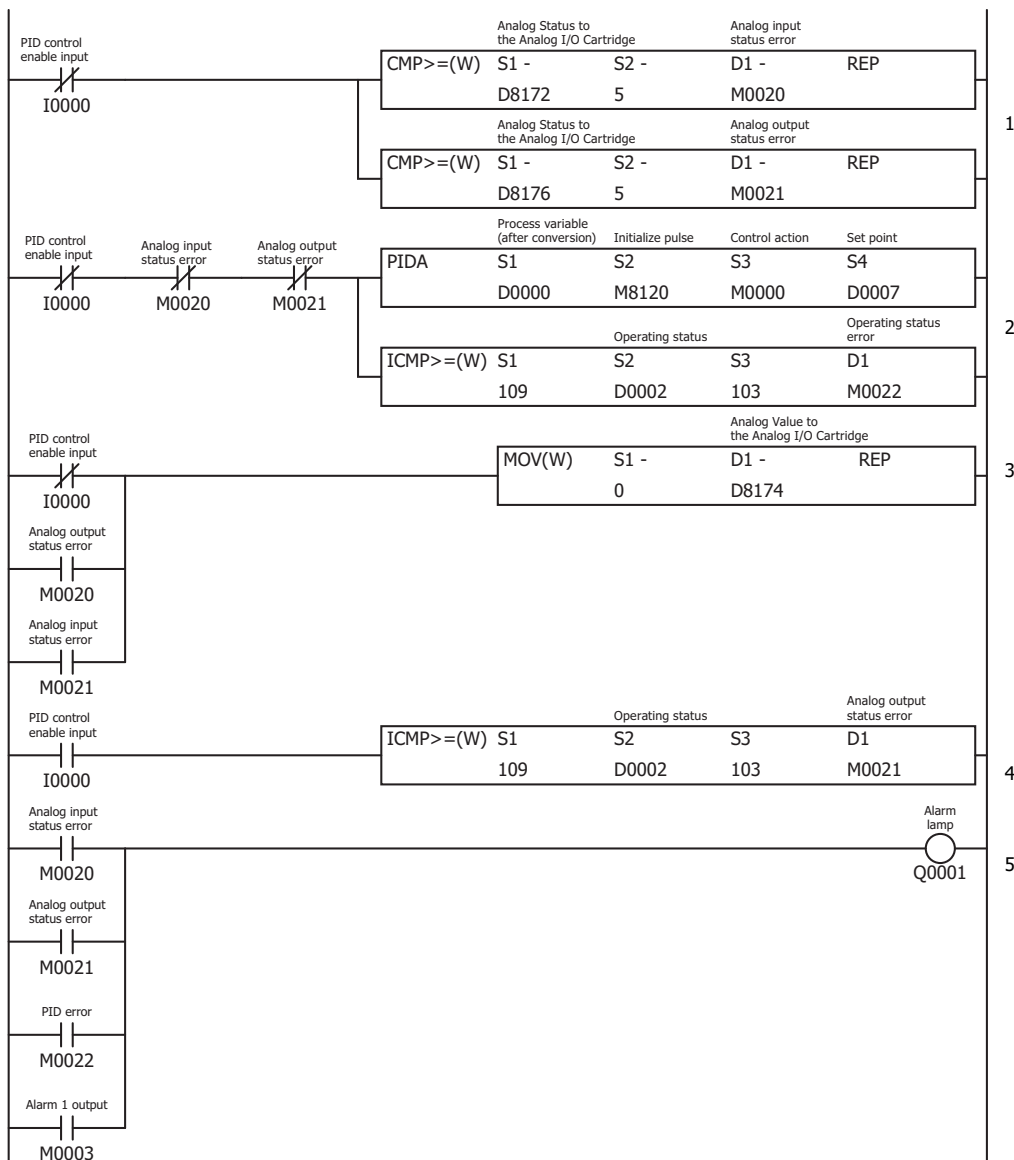 PID control
enable input
I0000
Analog Status to
the Analog I/O Cartridge
Analog input
status error
CMP>=(W) S1 - S2 - D1 - REP
D8172 5 M0020
1
Analog Status to
the Analog I/O Cartridge
Analog output
status error
CMP>=(W) S1 - S2 - D1 - REP
D8176 5 M0021
PID control
enable input
I0000
Analog input
status error
M0020
Analog output
status error
M0021
Process variable
(after conversion)
Initialize pulse
Control action
Set point
PIDA S1 S2 S3 S4
D0000 M8120 M0000 D0007
2
Operating status
Operating status
error
ICMP>=(W) S1 S2 S3 D1
109 D0002 103 M0022
PID control
enable input
I0000
Analog Value to
the Analog I/O Cartridge
MOV(W) S1 - D1 - REP
0 D8174
3
Analog output
status error
M0020
Analog input
status error
M0021
PID control
enable input
I0000
Operating status
Analog output
status error
ICMP>=(W) S1 S2 S3 D1
109 D0002 103 M0021
4
Analog input
status error
M0020
Alarm
lamp
Q0001
5
Analog output
status error
M0021
PID error
M0022
Alarm 1 output
M0003